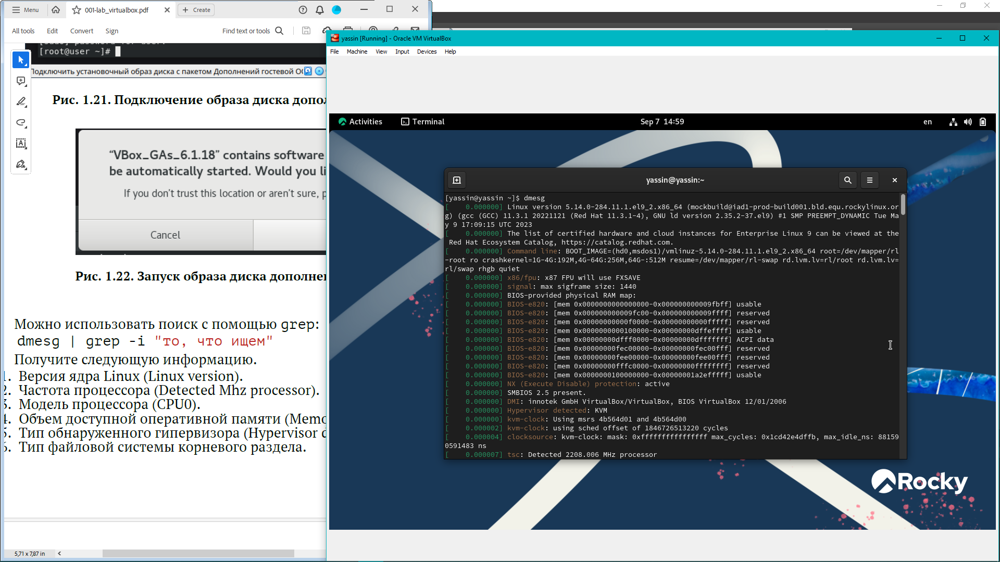 Menu
001-lab_virtualbox.pdf
Create
All tools Edit Convert Sign
Find text or tools
[root@user ~]#
Подключить установочный образ диска с пакетом Дополнений гостевой
Рис. 1.21. Подключение образа диска
“VBox_GAs_6.1.18” contains software
be automatically started. Would you
If you don’t trust this location or aren’t sure,
Cancel
Рис. 1.22. Запуск образа диска
Можно использовать поиск с помощью grep:
dmesg | grep -i "то, что ищем"
Получите следующую информацию.
1. Версия ядра Linux (Linux version).
2. Частота процессора (Detected Mhz processor).
3. Модель процессора (CPU0).
4. Объем доступной оперативной памяти
5. Тип обнаруженного гипервизора (Hypervisor
6. Тип файловой системы корневого раздела.
5,71 x 7,87 in
yassin [Running] - Oracle VM VirtualBox
File Machine View Input Devices Help
Activities Terminal Sep 7 14:59 en
yassin@yassin:~
[yassin@yassin ~]$ dmesg
[    0.000000] Linux version 5.14.0-284.11.1.el9_2.x86_64 (mockbuild@iad1-prod-build001.bld.equ.rockylinux.or
g) (gcc (GCC) 11.3.1 20221121 (Red Hat 11.3.1-4), GNU ld version 2.35.2-37.el9) #1 SMP PREEMPT_DYNAMIC Tue Ma
y 9 17:09:15 UTC 2023
[    0.000000] The list of certified hardware and cloud instances for Enterprise Linux 9 can be viewed at the
Red Hat Ecosystem Catalog, https://catalog.redhat.com.
[    0.000000] Command line: BOOT_IMAGE=(hd0,msdos1)/vmlinuz-5.14.0-284.11.1.el9_2.x86_64 root=/dev/mapper/rl
-root ro crashkernel=1G-4G:192M,4G-64G:256M,64G-:512M resume=/dev/mapper/rl-swap rd.lvm.lv=rl/root rd.lvm.lv=
rl/swap rhgb quiet
[    0.000000] x86/fpu: x87 FPU will use FXSAVE
[    0.000000] signal: max sigframe size: 1440
[    0.000000] BIOS-provided physical RAM map:
[    0.000000] BIOS-e820: [mem 0x0000000000000000-0x000000000009fbff] usable
[    0.000000] BIOS-e820: [mem 0x000000000009fc00-0x000000000009ffff] reserved
[    0.000000] BIOS-e820: [mem 0x00000000000f0000-0x00000000000fffff] reserved
[    0.000000] BIOS-e820: [mem 0x0000000000100000-0x00000000dffeffff] usable
[    0.000000] BIOS-e820: [mem 0x00000000dfff0000-0x00000000dfffffff] ACPI data
[    0.000000] BIOS-e820: [mem 0x00000000fec00000-0x00000000fec00fff] reserved
[    0.000000] BIOS-e820: [mem 0x00000000fee00000-0x00000000fee00fff] reserved
[    0.000000] BIOS-e820: [mem 0x00000000fffc0000-0x00000000ffffffff] reserved
[    0.000000] BIOS-e820: [mem 0x0000000100000000-0x00000001a2efffff] usable
[    0.000000] NX (Execute Disable) protection: active
[    0.000000] SMBIOS 2.5 present.
[    0.000000] DMI: innotek GmbH VirtualBox/VirtualBox, BIOS VirtualBox 12/01/2006
[    0.000000] Hypervisor detected: KVM
[    0.000000] kvm-clock: Using msrs 4b564d01 and 4b564d00
[    0.000002] kvm-clock: using sched offset of 1846726513220 cycles
[    0.000004] clocksource: kvm-clock: mask: 0xffffffffffffffff max_cycles: 0x1cd42e4dffb, max_idle_ns: 88159
0591483 ns
[    0.000007] tsc: Detected 2208.006 MHz processor
Rocky